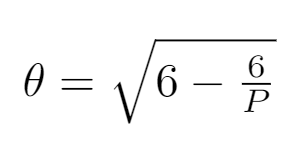 θ = √(6 − 6/P)